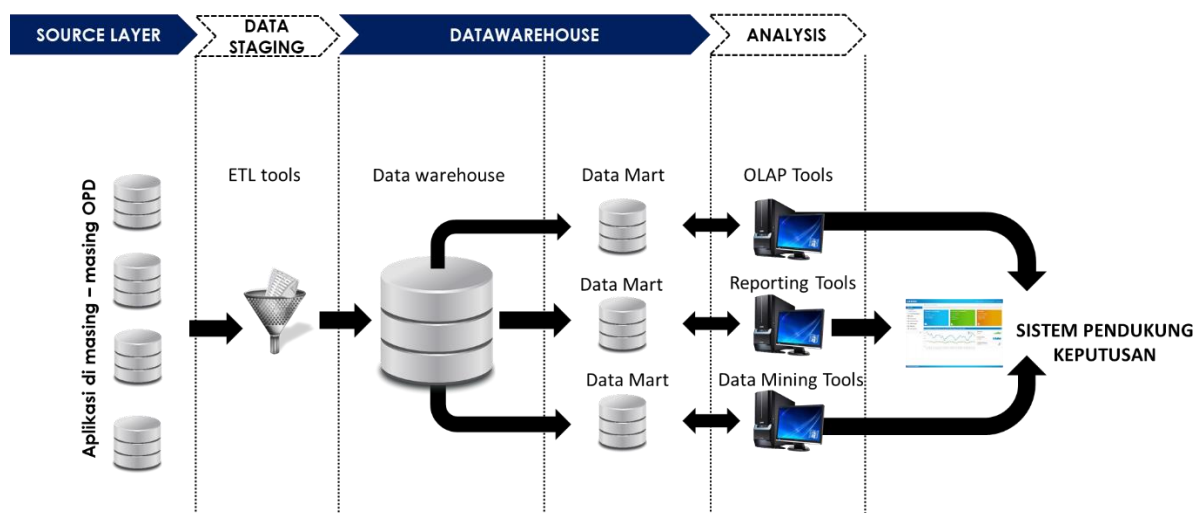 SOURCE LAYER
DATA
STAGING
DATAWAREHOUSE
ANALYSIS
Aplikasi di masing – masing OPD
ETL tools
Data warehouse
Data Mart
OLAP Tools
Data Mart
Reporting Tools
Data Mart
Data Mining Tools
SISTEM PENDUKUNG
KEPUTUSAN